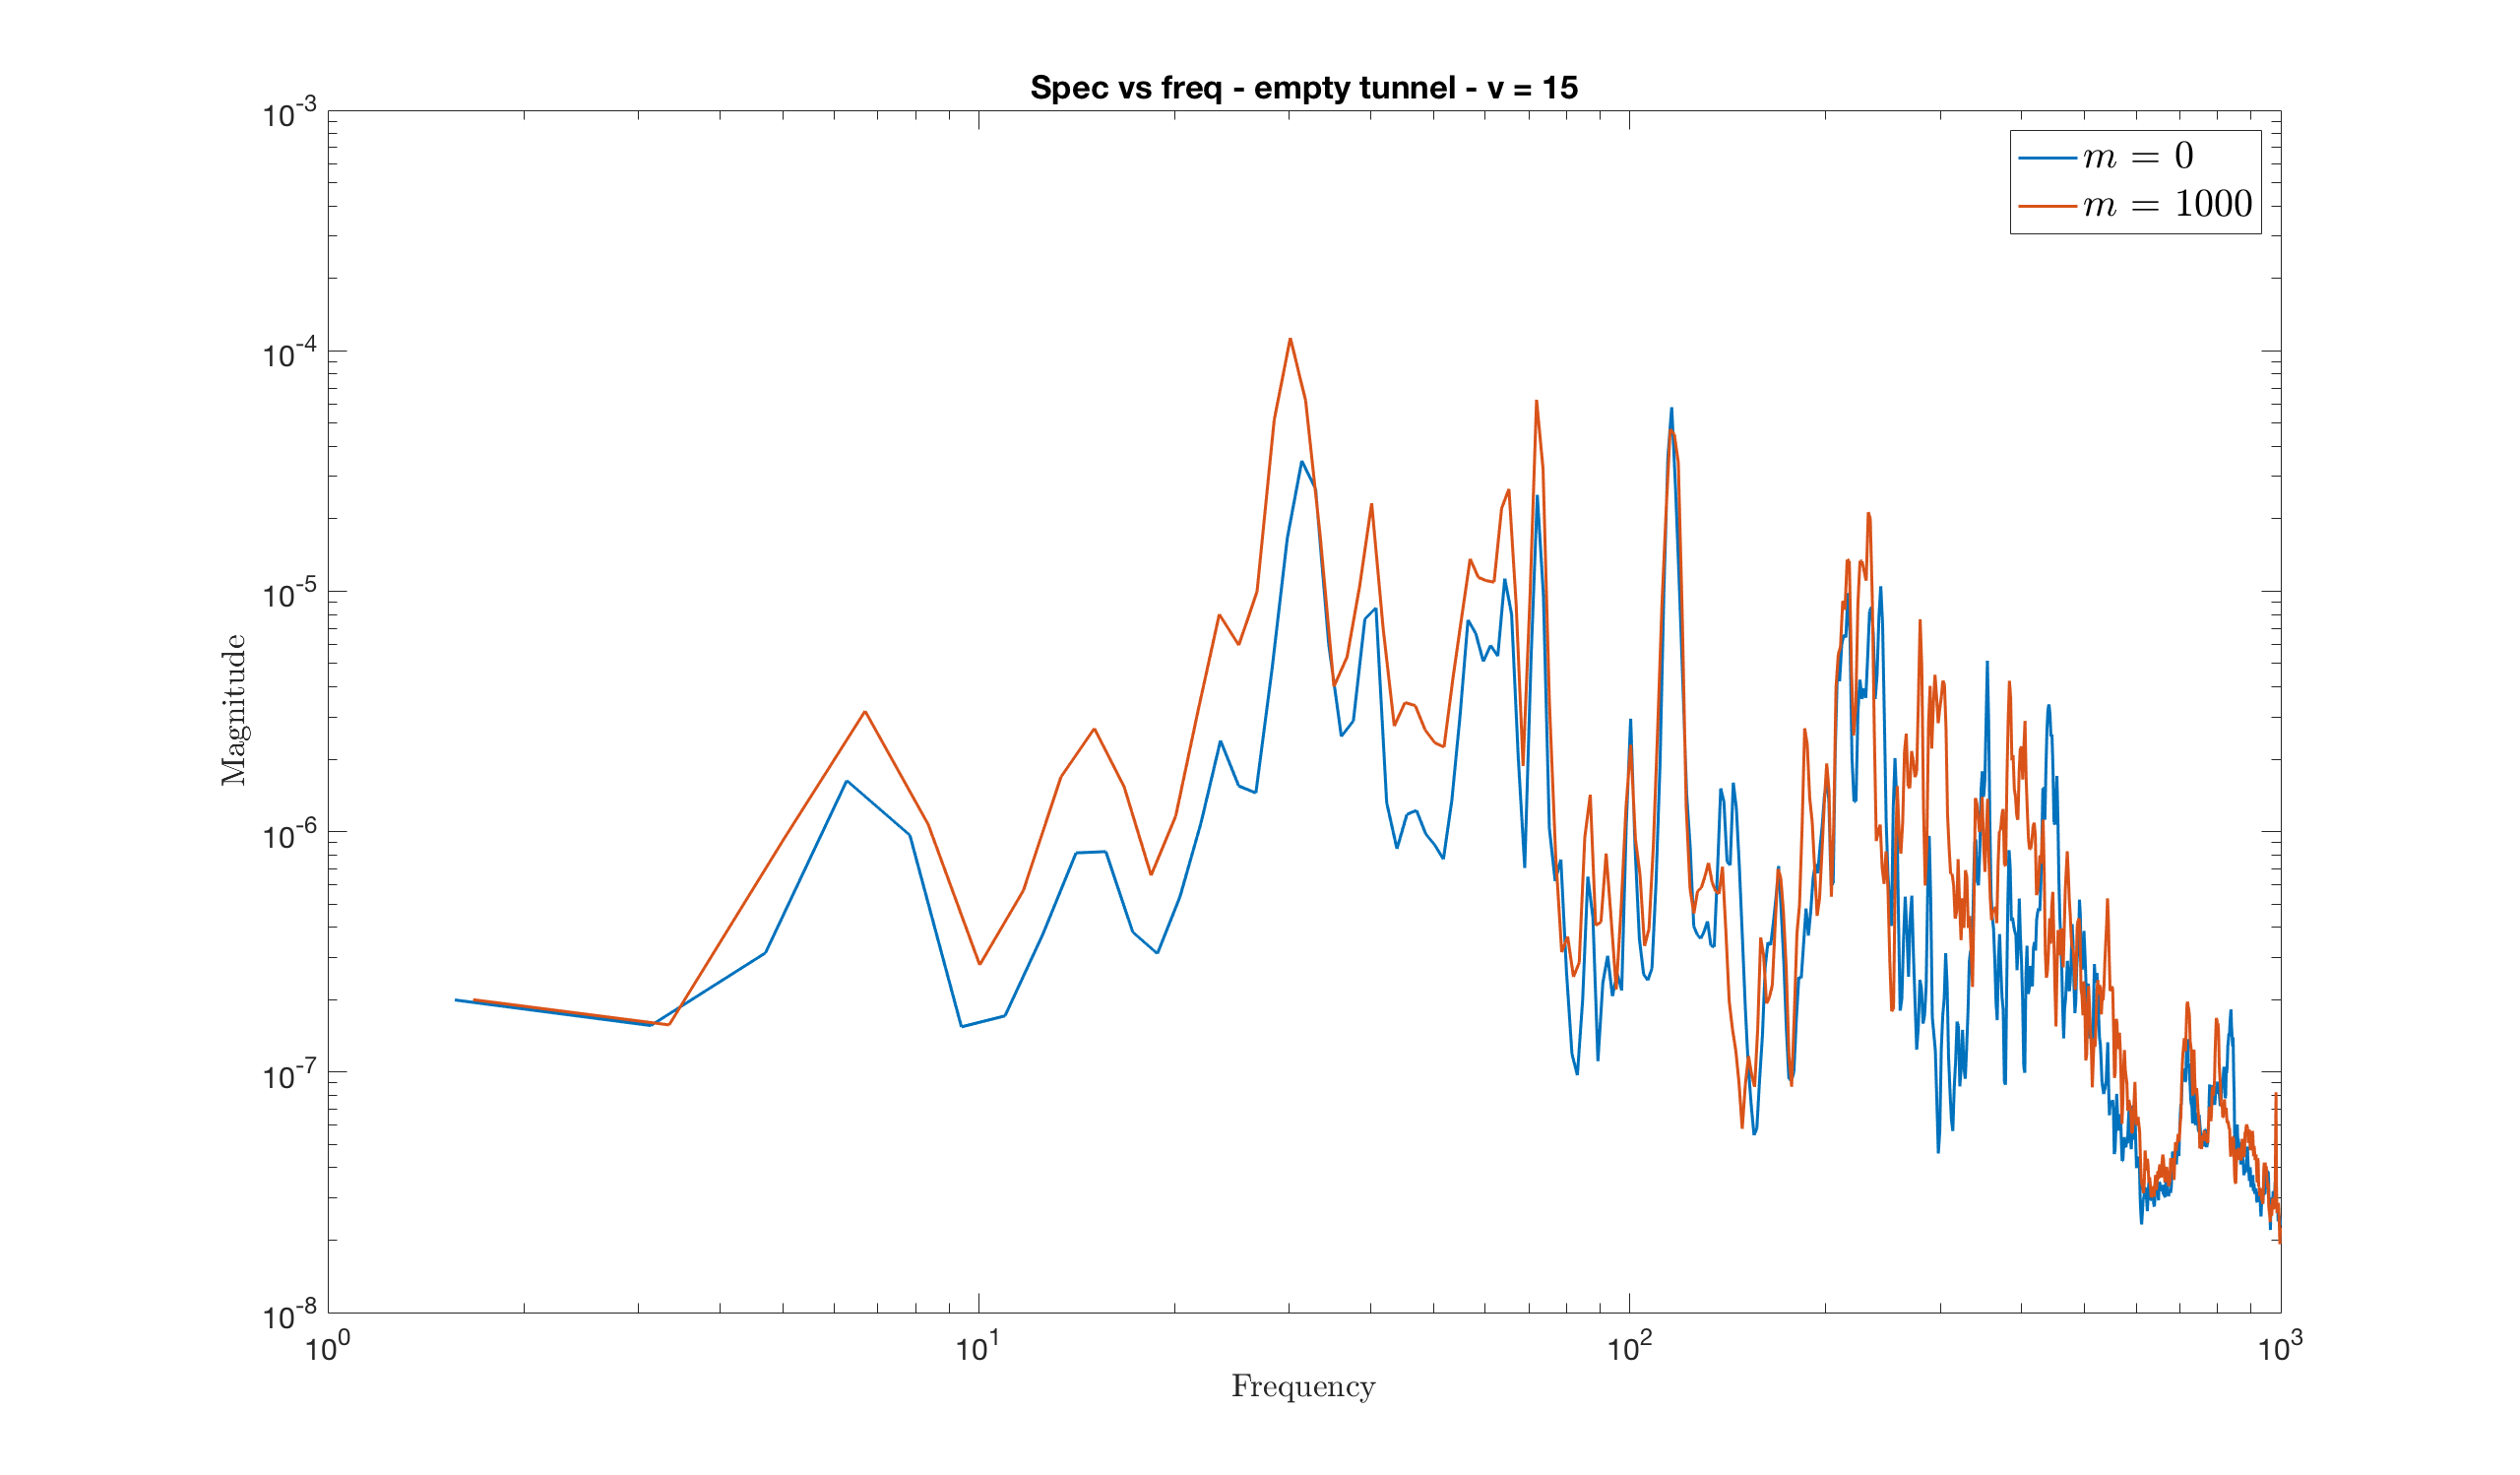 Spec vs freq - empty tunnel - v = 15
10^-3
10^-4
10^-5
10^-6
10^-7
10^-8
Magnitude
m = 0
m = 1000
10^0
10^1
10^2
10^3
Frequency